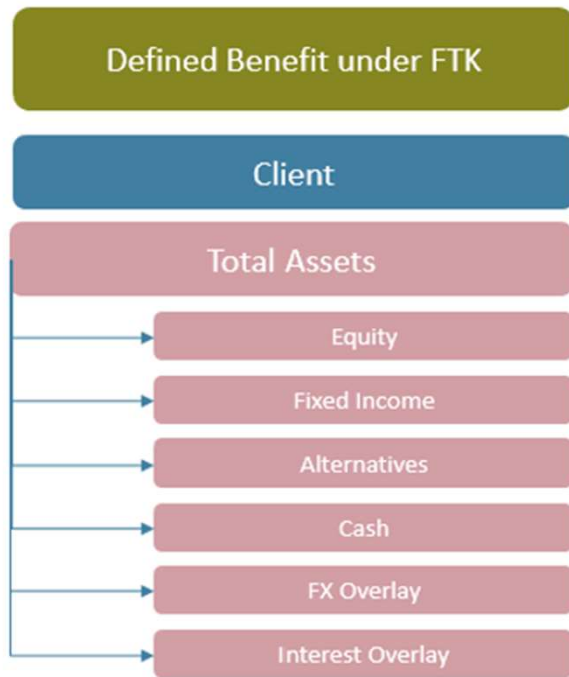 Defined Benefit under FTK
Client
Total Assets
Equity
Fixed Income
Alternatives
Cash
FX Overlay
Interest Overlay